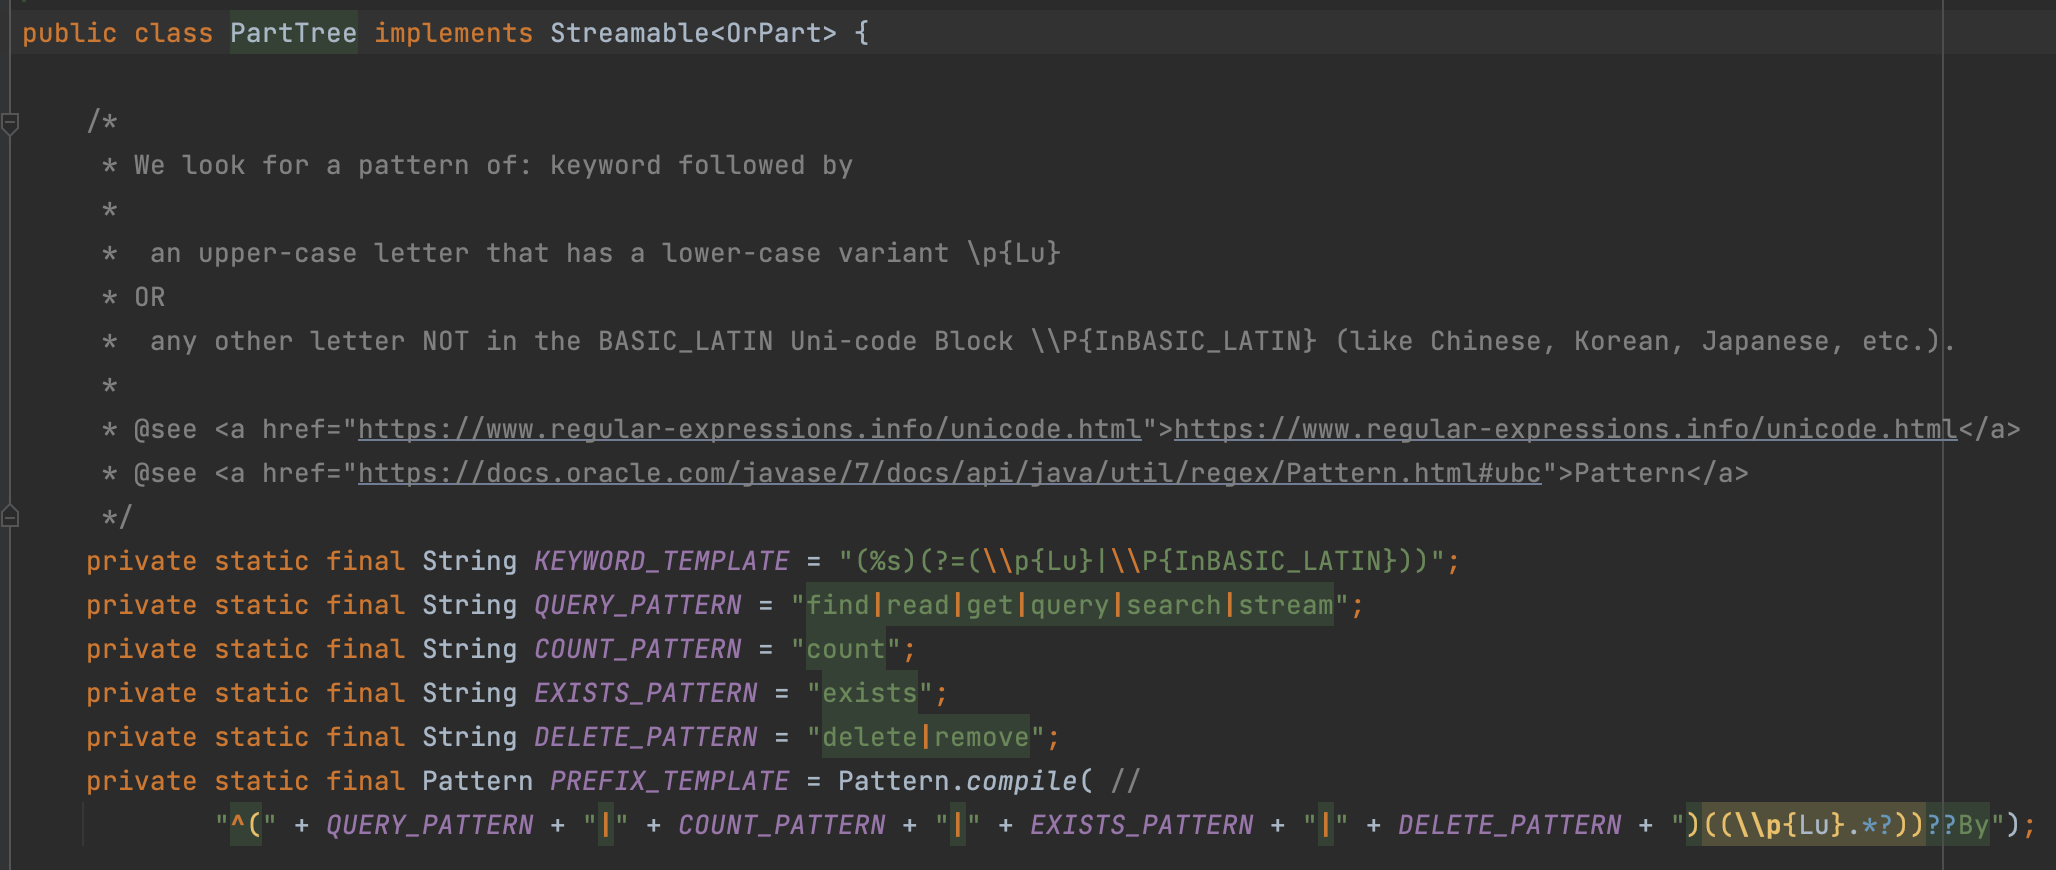 public class PartTree implements Streamable<OrPart> {
/*
* We look for a pattern of: keyword followed by
*
*  an upper-case letter that has a lower-case variant \p{Lu}
* OR
*  any other letter NOT in the BASIC_LATIN Uni-code Block \\P{InBASIC_LATIN} (like Chinese, Korean, Japanese, etc.).
*
* @see <a href="https://www.regular-expressions.info/unicode.html">https://www.regular-expressions.info/unicode.html</a>
* @see <a href="https://docs.oracle.com/javase/7/docs/api/java/util/regex/Pattern.html#ubc">Pattern</a>
*/
private static final String KEYWORD_TEMPLATE = "(%s)(?=(\\p{Lu}|\\P{InBASIC_LATIN}))";
private static final String QUERY_PATTERN = "find|read|get|query|search|stream";
private static final String COUNT_PATTERN = "count";
private static final String EXISTS_PATTERN = "exists";
private static final String DELETE_PATTERN = "delete|remove";
private static final Pattern PREFIX_TEMPLATE = Pattern.compile( //
"^(" + QUERY_PATTERN + "|" + COUNT_PATTERN + "|" + EXISTS_PATTERN + "|" + DELETE_PATTERN + ")((\\p{Lu}.*?))??By");